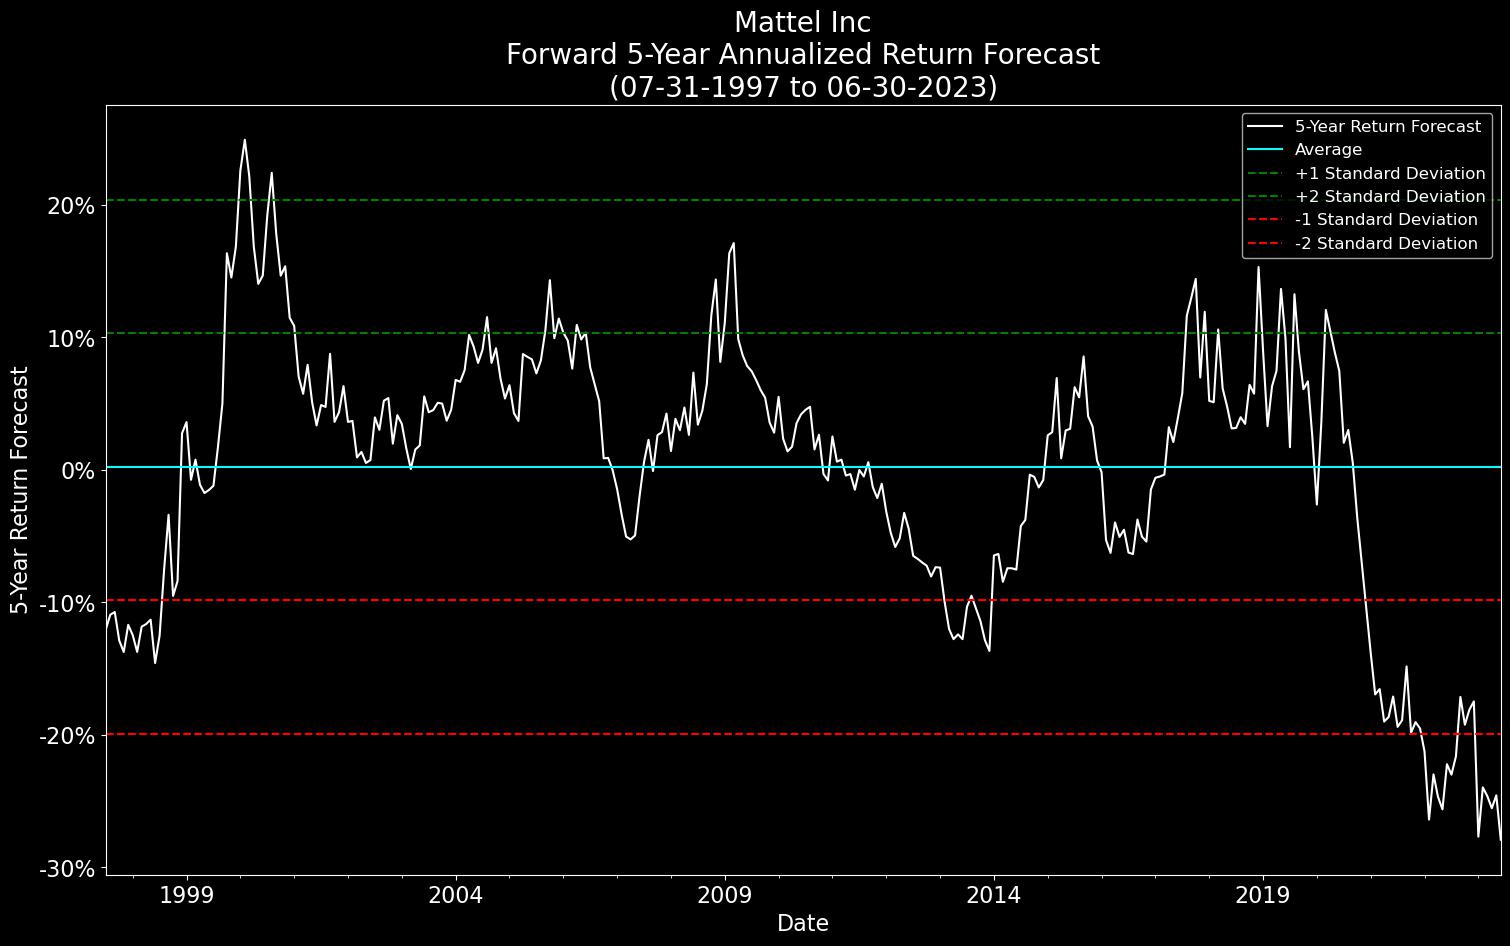 Mattel Inc
Forward 5-Year Annualized Return Forecast
(07-31-1997 to 06-30-2023)
5-Year Return Forecast
Average
+1 Standard Deviation
+2 Standard Deviation
-1 Standard Deviation
-2 Standard Deviation
5-Year Return Forecast
20%
10%
0%
-10%
-20%
-30%
1999 2004 2009 2014 2019
Date